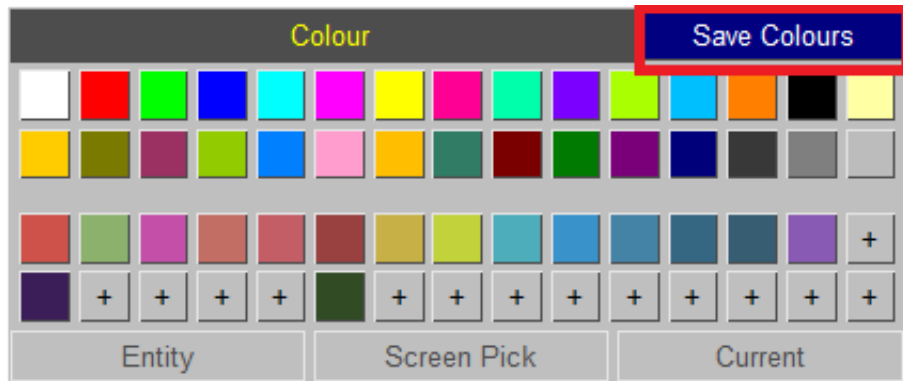 Colour Save Colours
+
+ + + + + + + + + + + + +
Entity Screen Pick Current